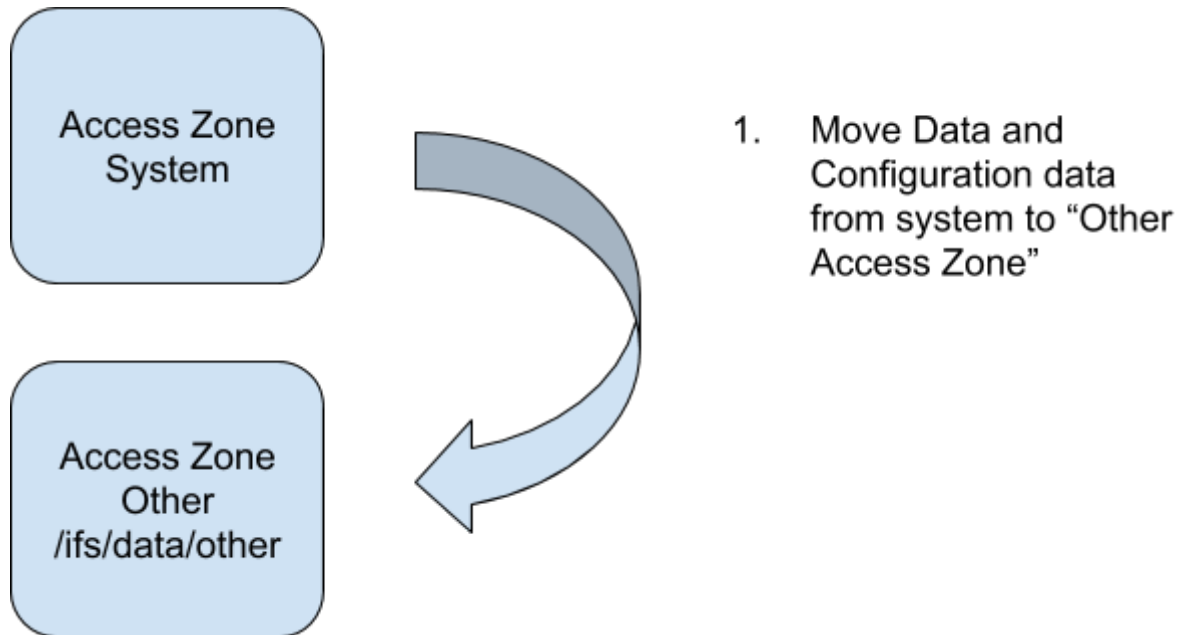 Access Zone
System
1. Move Data and
Configuration data
from system to “Other
Access Zone”
Access Zone
Other
/ifs/data/other